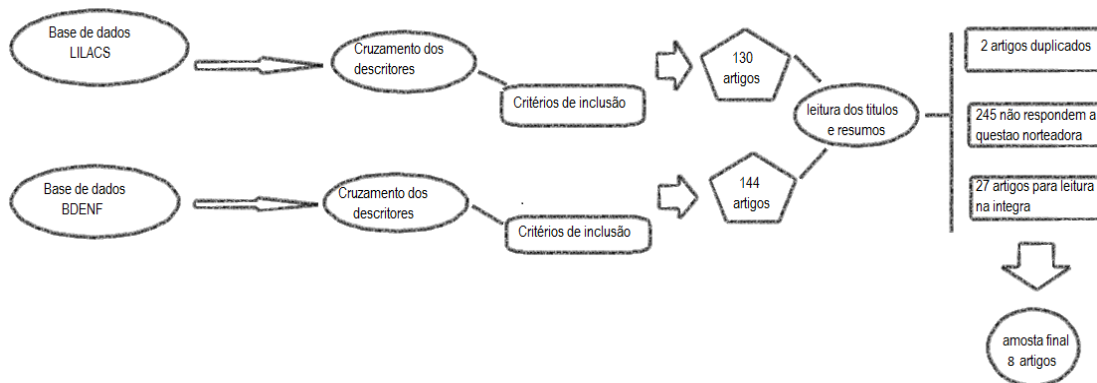 Base de dados
LILACS
Cruzamento dos
descritores
Critérios de inclusão
130
artigos
leitura dos titulos
e resumos
2 artigos duplicados
245 não respondem a
questao norteadora
27 artigos para leitura
na integra
Base de dados
BDENF
Cruzamento dos
descritores
Critérios de inclusão
144
artigos
amosta final
8 artigos